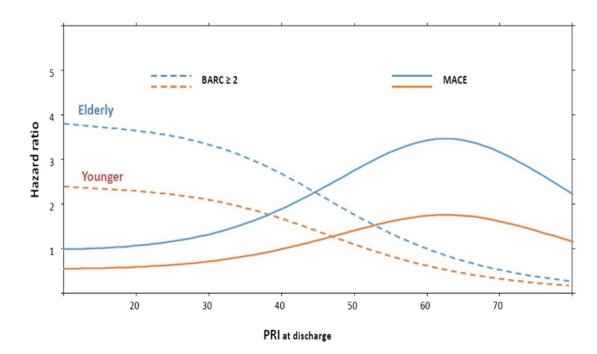 5
BARC ≥ 2
MACE
Elderly
4
3
Younger
2
1
Hazard ratio
20 30 40 50 60 70
PRI at discharge